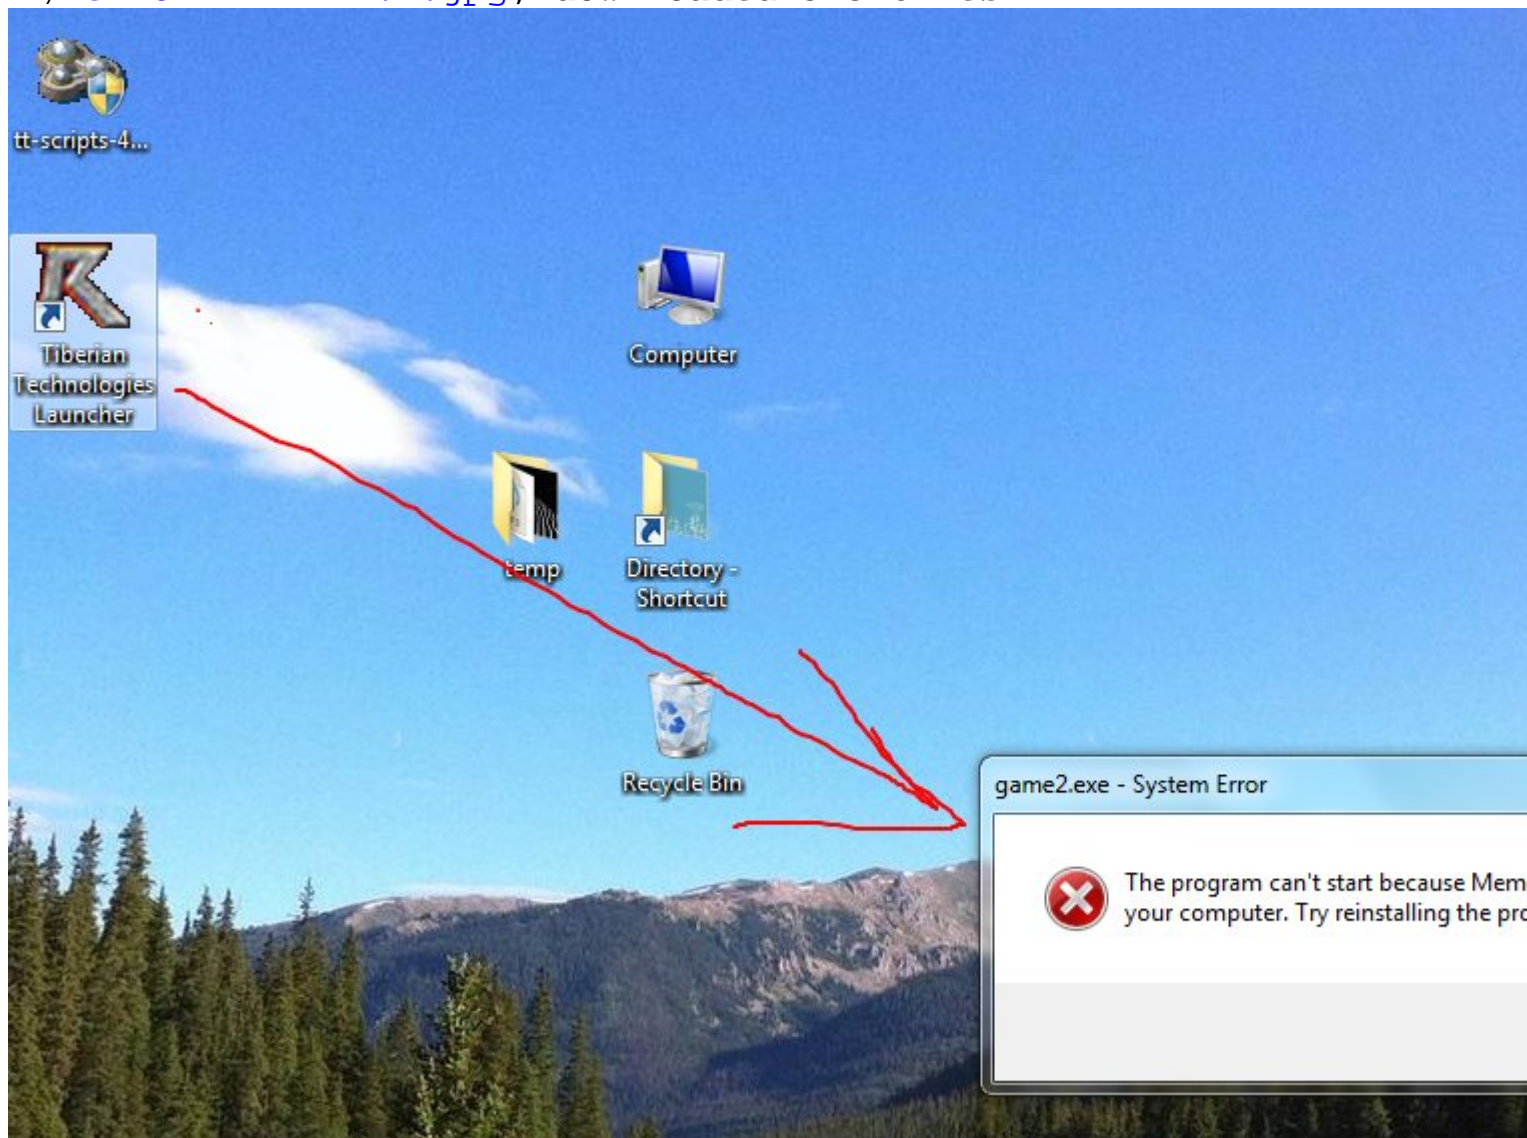 tt-scripts-4...
Tiberian
Technologies
Launcher
Computer
temp
Directory -
Shortcut
Recycle Bin
game2.exe - System Error
The program can't start because Mem
your computer. Try reinstalling the pro